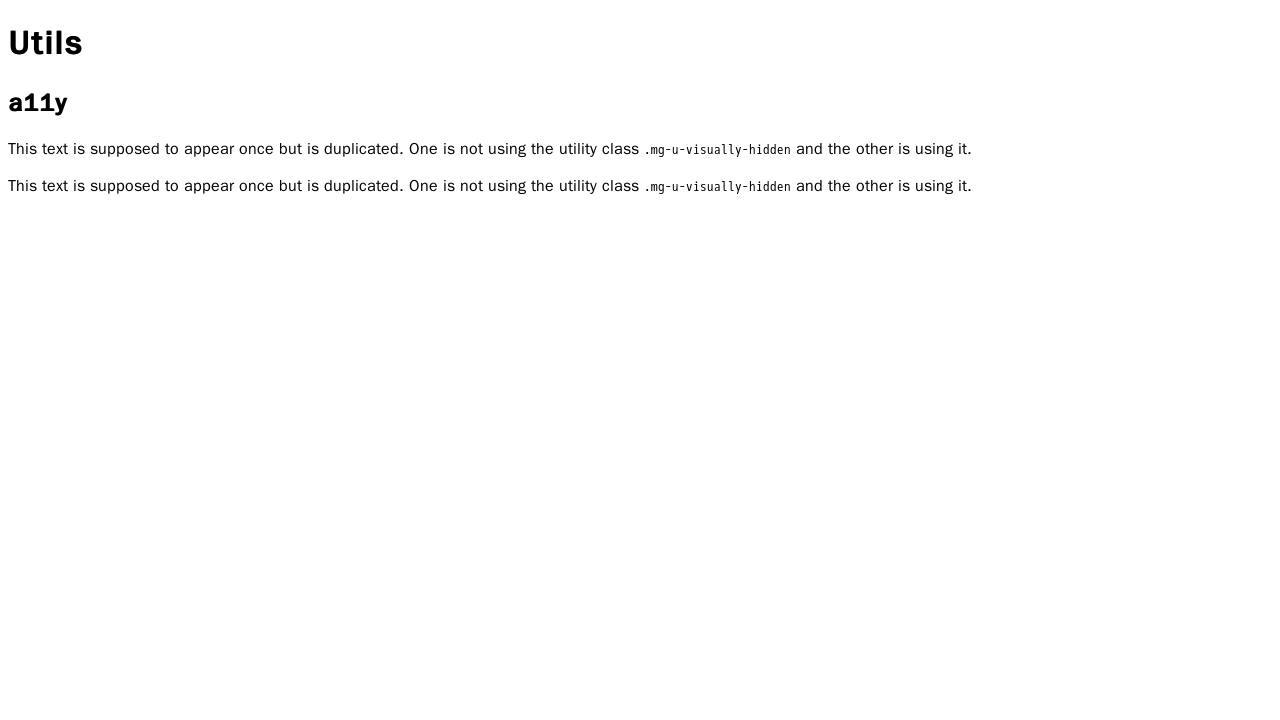 Utils
a11y
This text is supposed to appear once but is duplicated. One is not using the utility class .mg-u-visually-hidden and the other is using it.
This text is supposed to appear once but is duplicated. One is not using the utility class .mg-u-visually-hidden and the other is using it.